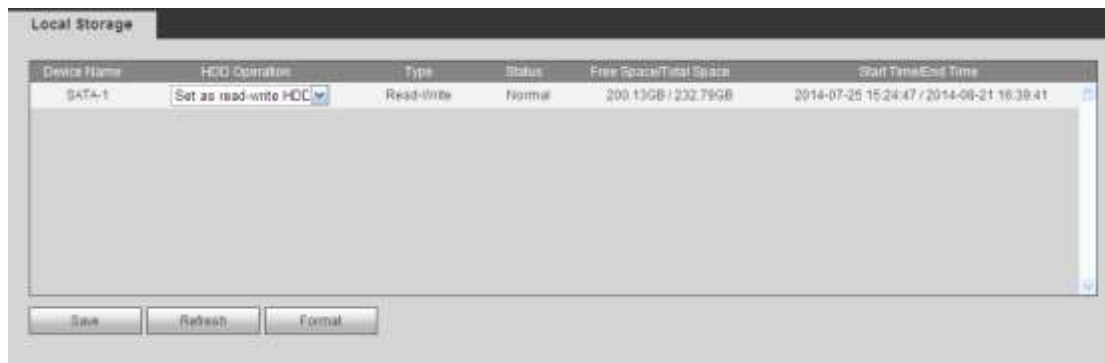 Local Storage
Device Name HDD Operation Type Status Free Space/Total Space Start Time/End Time
SATA-1 Set as read-write HDD Read-Write Normal 200.13GB / 232.79GB 2014-07-25 15:24:47 / 2014-08-21 16:39:41
Save Refresh Format